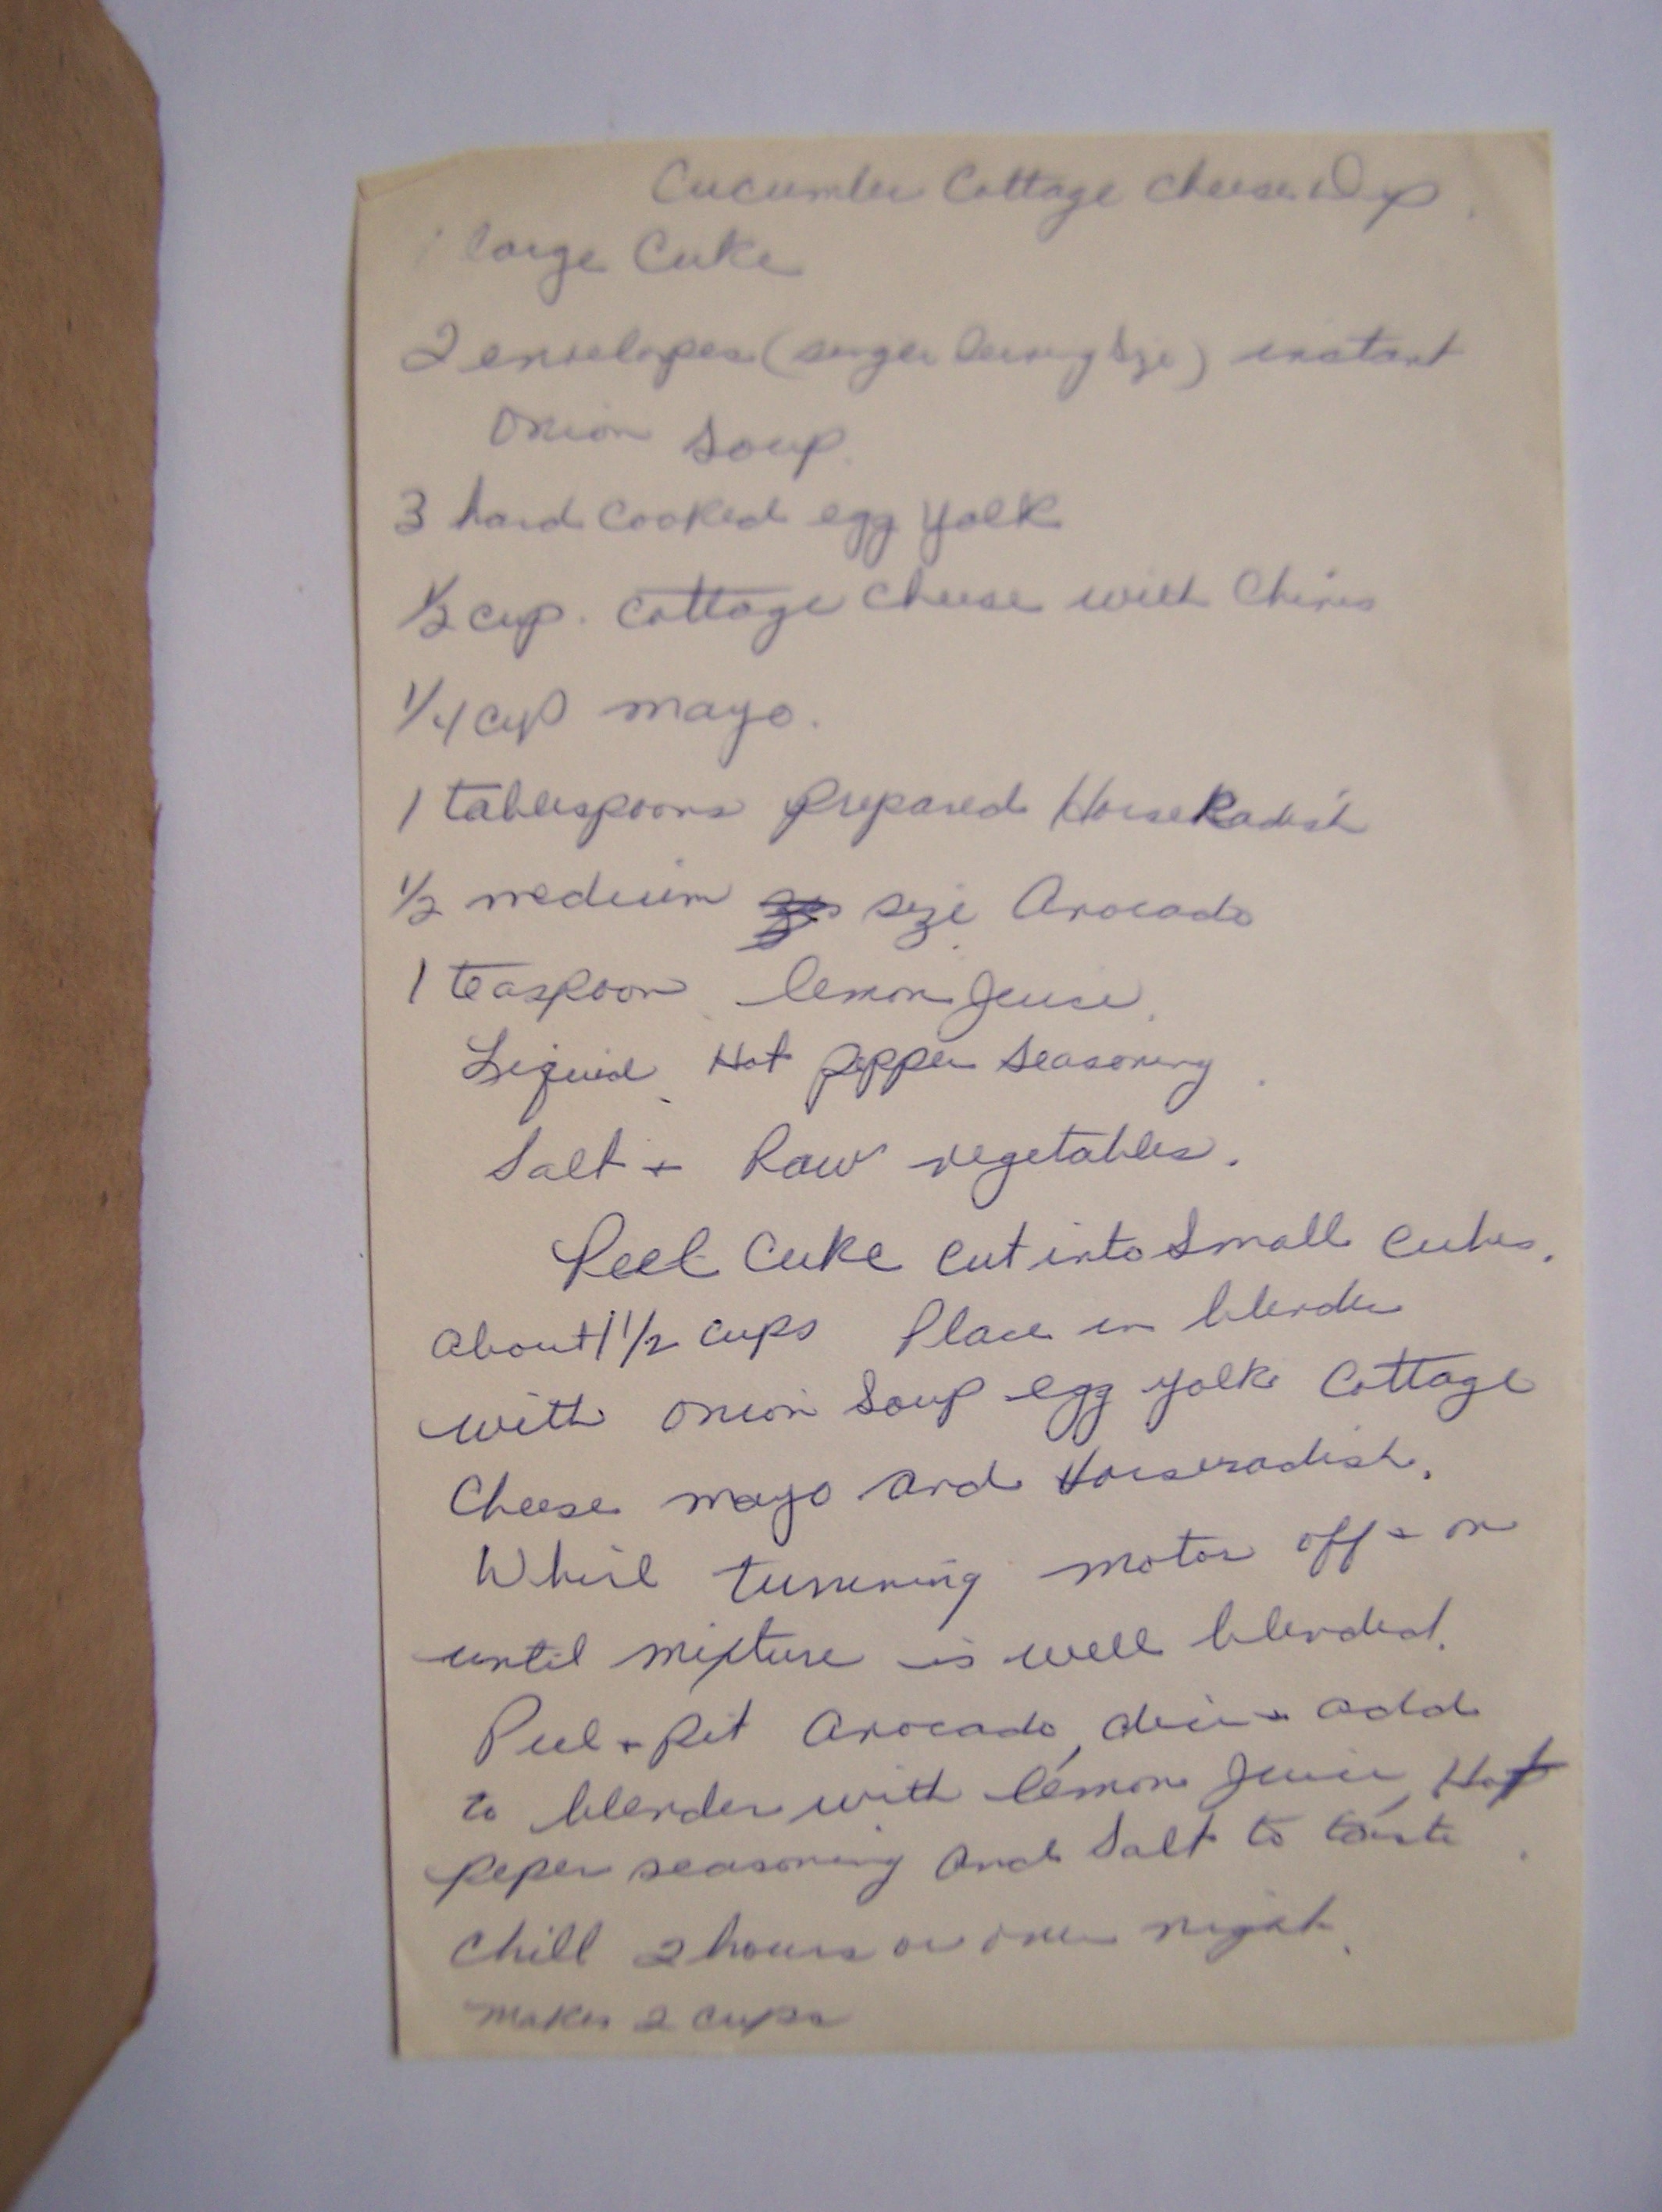 Cucumber Cottage Cheese Dip
1 large Cuke
2 envelopes (single serving size) instant
Onion Soup
3 hard cooked egg yolk
1/2 cup. Cottage Cheese with Chives
1/4 cup mayo.
1 tablespoons prepared HorseRadish
1/2 medium size Avocado
1 teaspoon lemon Juice.
Liquid Hot pepper seasoning.
Salt + Raw vegetables.
Peel Cuke cut into Small cubes.
about 1 1/2 cups Place in blender
with onion Soup egg yolk Cottage
Cheese mayo and Horseradish.
Whirl turning motor off + on
until mixture is well blended.
Peel + pit Avocado, dice + add
to blender with lemon Juice, Hot
peper seasoning and Salt to taste.
Chill 2 hours or over night.
Makes 2 cups